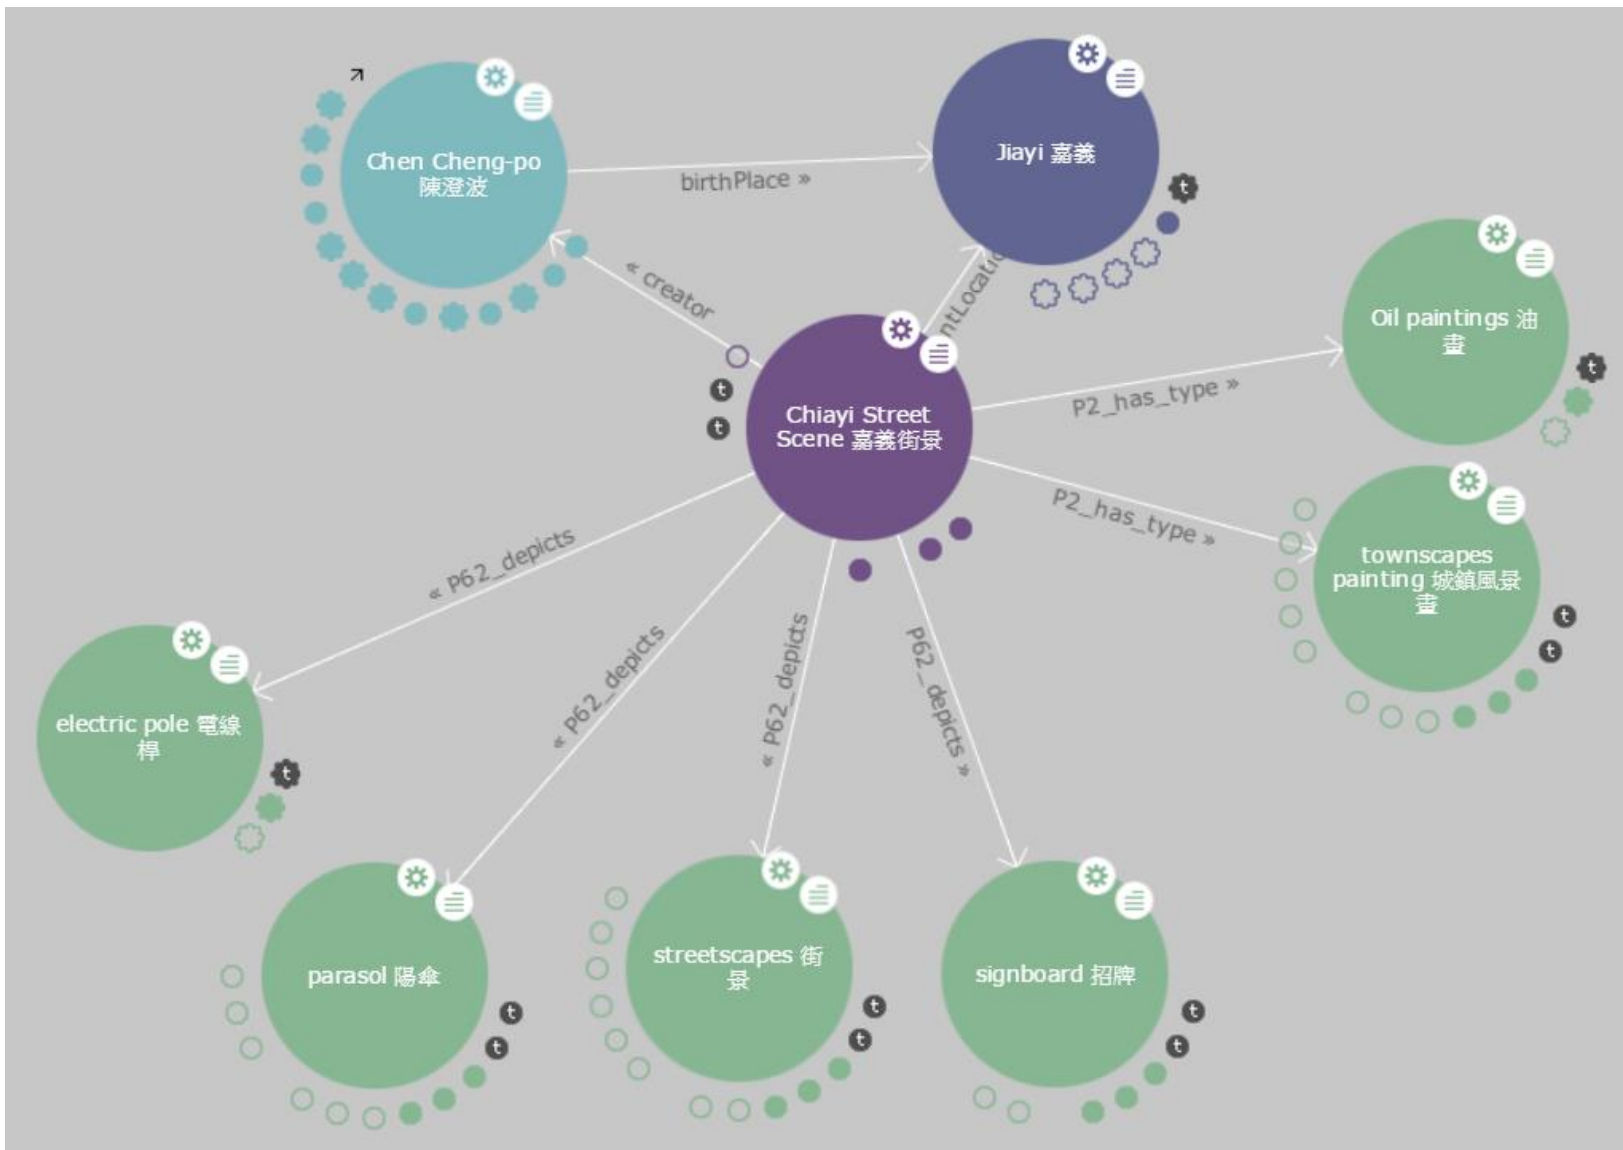 Chen Cheng-po
陳澄波
birthPlace »
Jiayi 嘉義
« creator
ntLocatio
Chiayi Street
Scene 嘉義街景
P2_has_type »
Oil paintings 油
畫
P2_has_type »
townscapes
painting 城鎮風景
畫
« P62_depicts
« P62_depicts
« P62_depicts
P62_depicts »
electric pole 電線
桿
parasol 陽傘
streetscapes 街
景
signboard 招牌
t
t
t
t
t
t
t
t
t
t
t
t
t